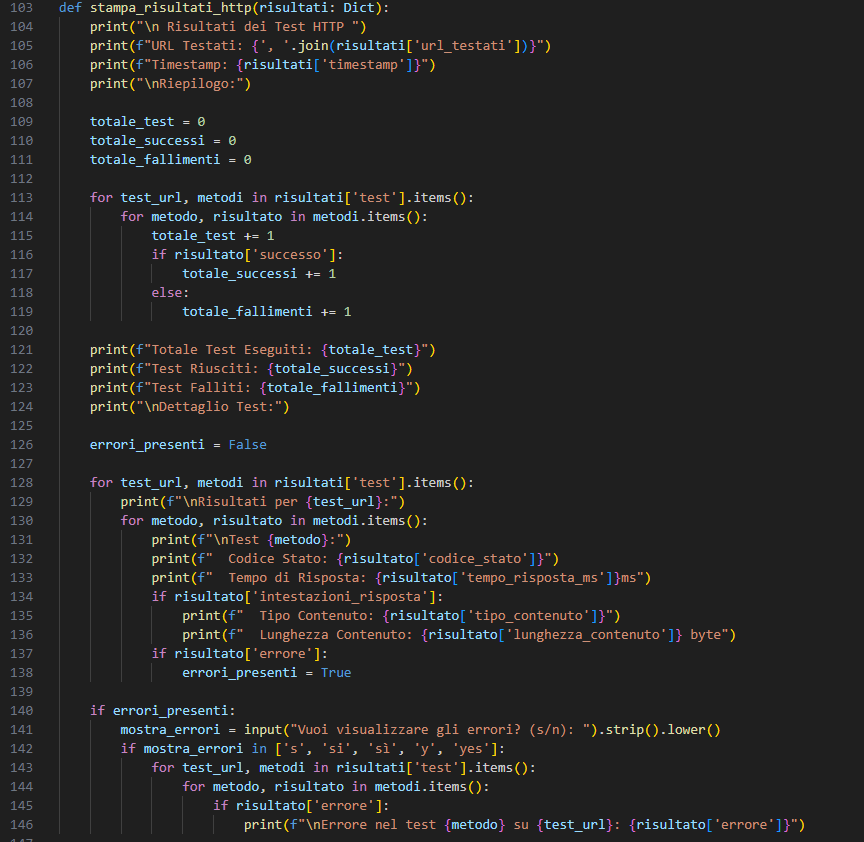 103 def stampa_risultati_http(risultati: Dict):
104     print("\n Risultati dei Test HTTP ")
105     print(f"URL Testati: {', '.join(risultati['url_testati'])}")
106     print(f"Timestamp: {risultati['timestamp']}")
107     print("\nRiepilogo:")
108
109     totale_test = 0
110     totale_successi = 0
111     totale_fallimenti = 0
112
113     for test_url, metodi in risultati['test'].items():
114         for metodo, risultato in metodi.items():
115             totale_test += 1
116             if risultato['successo']:
117                 totale_successi += 1
118             else:
119                 totale_fallimenti += 1
120
121     print(f"Totale Test Eseguiti: {totale_test}")
122     print(f"Test Riusciti: {totale_successi}")
123     print(f"Test Falliti: {totale_fallimenti}")
124     print("\nDettaglio Test:")
125
126     errori_presenti = False
127
128     for test_url, metodi in risultati['test'].items():
129         print(f"\nRisultati per {test_url}:")
130         for metodo, risultato in metodi.items():
131             print(f"\nTest {metodo}:")
132             print(f"  Codice Stato: {risultato['codice_stato']}")
133             print(f"  Tempo di Risposta: {risultato['tempo_risposta_ms']}ms")
134             if risultato['intestazioni_risposta']:
135                 print(f"  Tipo Contenuto: {risultato['tipo_contenuto']}")
136                 print(f"  Lunghezza Contenuto: {risultato['lunghezza_contenuto']} byte")
137             if risultato['errore']:
138                 errori_presenti = True
139
140     if errori_presenti:
141         mostra_errori = input("Vuoi visualizzare gli errori? (s/n): ").strip().lower()
142         if mostra_errori in ['s', 'si', 'sì', 'y', 'yes']:
143             for test_url, metodi in risultati['test'].items():
144                 for metodo, risultato in metodi.items():
145                     if risultato['errore']:
146                         print(f"\nErrore nel test {metodo} su {test_url}: {risultato['errore']}")